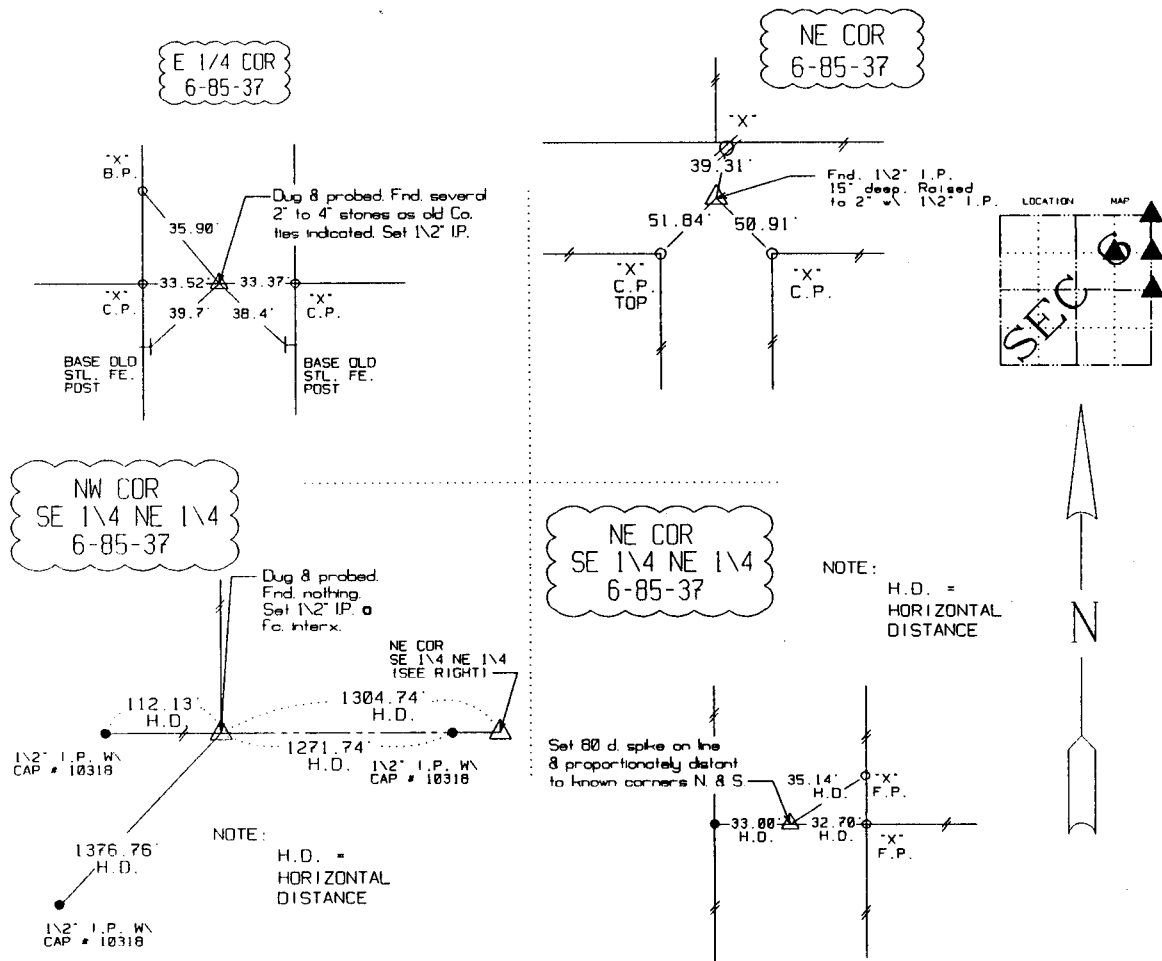 E 1/4 COR
6-85-37
"X"
B.P.
35.90'
Dug & probed. Fnd. several
2" to 4" stones as old Co.
ties indicated. Set 1\2" I.P.
33.52'
33.37'
"X"
C.P.
"X"
C.P.
39.7'
38.4'
BASE OLD
STL. FE.
POST
BASE OLD
STL. FE.
POST
NE COR
6-85-37
"X"
39.31'
Fnd. 1\2" I.P.
15" deep. Raised
to 2" w\ 1\2" I.P.
51.84'
50.91'
"X"
C.P.
TOP
"X"
C.P.
LOCATION MAP
SEC 6
N
NW COR
SE 1\4 NE 1\4
6-85-37
Dug & probed.
Fnd. nothing.
Set 1\2" I.P. @
fc. interx.
NE COR
SE 1\4 NE 1\4
(SEE RIGHT)
112.13'
H.D.
1304.74'
H.D.
1271.74'
H.D.
1\2" I.P. W\
CAP # 10318
1\2" I.P. W\
CAP # 10318
1376.76'
H.D.
1\2" I.P. W\
CAP # 10318
NOTE:
H.D. =
HORIZONTAL
DISTANCE
NE COR
SE 1\4 NE 1\4
6-85-37
NOTE:
H.D. =
HORIZONTAL
DISTANCE
Set 80 d. spike on line
& proportionately distant
to known corners N. & S.
35.14'
H.D.
"X"
F.P.
33.00'
H.D.
32.70'
H.D.
"X"
F.P.